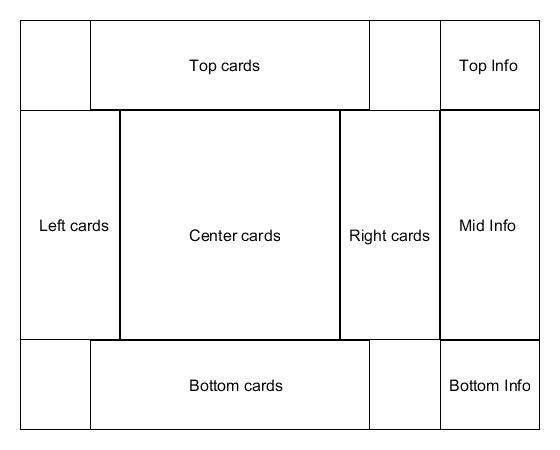 Top cards
Top Info
Left cards
Center cards
Right cards
Mid Info
Bottom cards
Bottom Info